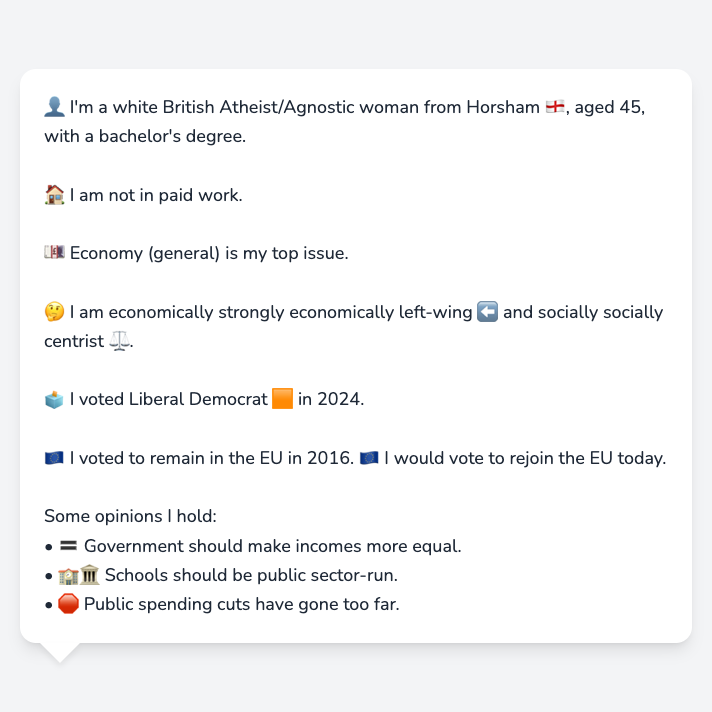 👤 I'm a white British Atheist/Agnostic woman from Horsham 🏴󠁧󠁢󠁥󠁮󠁧󠁿, aged 45,
with a bachelor's degree.
🏠 I am not in paid work.
💷 Economy (general) is my top issue.
🤔 I am economically strongly economically left-wing ⬅️ and socially socially
centrist ⚖️.
🗳️ I voted Liberal Democrat 🟧 in 2024.
🇪🇺 I voted to remain in the EU in 2016. 🇪🇺 I would vote to rejoin the EU today.
Some opinions I hold:
• 🟰 Government should make incomes more equal.
• 🏫🏛️ Schools should be public sector-run.
• 🛑 Public spending cuts have gone too far.